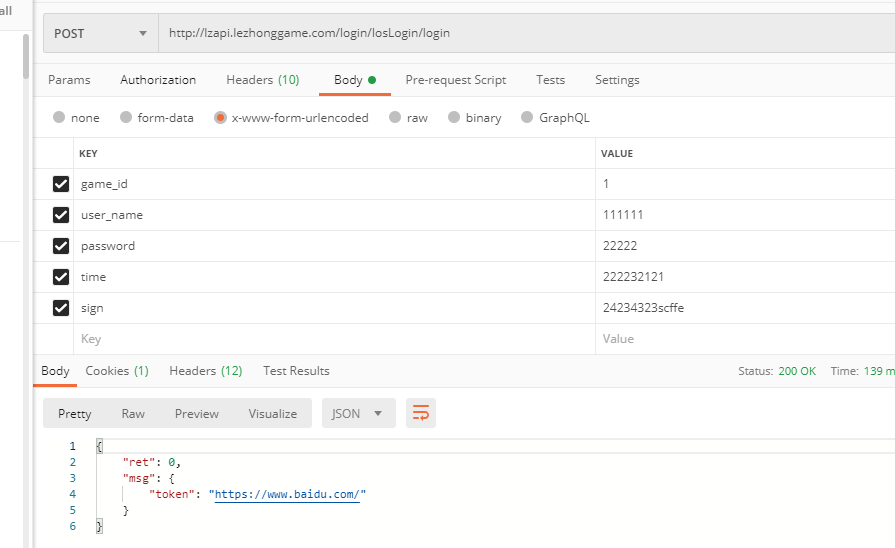 all
POST http://lzapi.lezhonggame.com/login/losLogin/login
Params Authorization Headers (10) Body Pre-request Script Tests Settings
none form-data x-www-form-urlencoded raw binary GraphQL
KEY VALUE
game_id 1
user_name 111111
password 22222
time 222232121
sign 24234323scffe
Key Value
Body Cookies (1) Headers (12) Test Results Status: 200 OK Time: 139 m
Pretty Raw Preview Visualize JSON
1 {
2 "ret": 0,
3 "msg": {
4 "token": "https://www.baidu.com/"
5 }
6 }